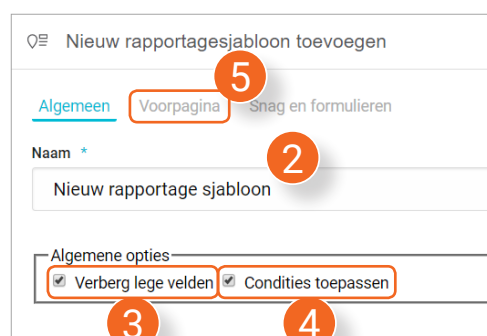 Nieuw rapportagesjabloon toevoegen
5
Algemeen Voorpagina Snag en formulieren
Naam *
2
Nieuw rapportage sjabloon
Algemene opties
Verberg lege velden Condities toepassen
3 4